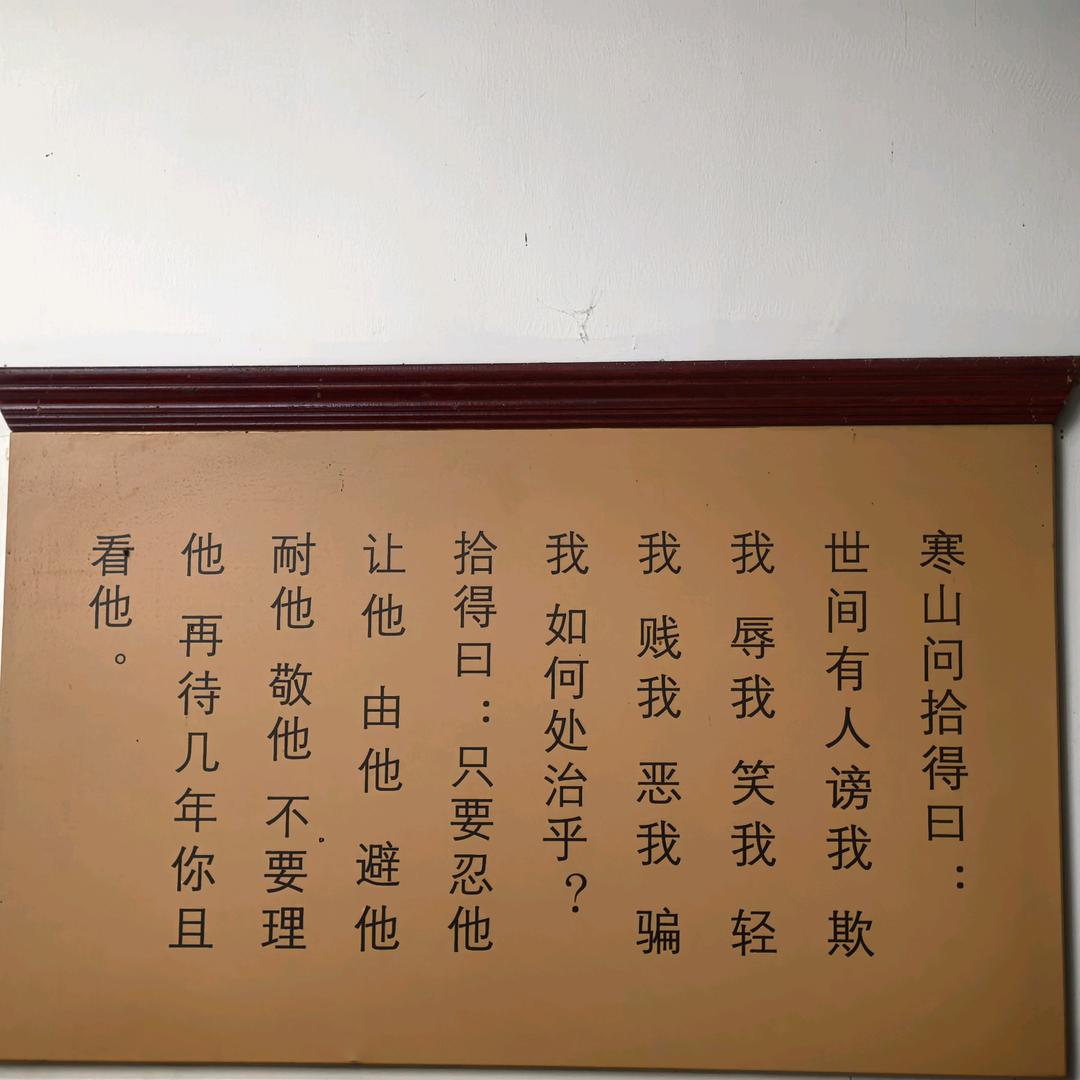 寒山问拾得曰：
世间有人谤我 欺
我 辱我 笑我 轻
我 贱我 恶我 骗
我 如何处治乎？
拾得曰：只要忍他
让他 由他 避他
耐他 敬他 不要理
他 再待几年你且
看他。